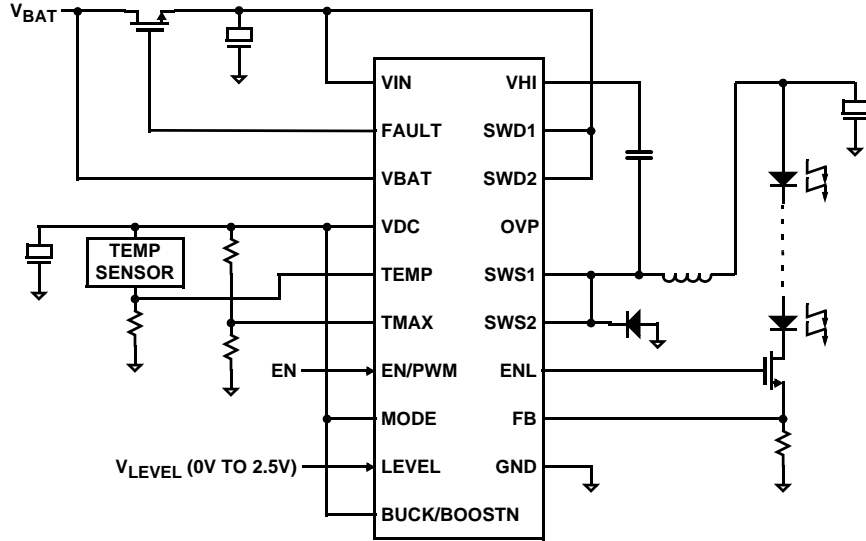 VBAT
VIN
FAULT
VBAT
VDC
TEMP
TMAX
EN/PWM
MODE
LEVEL
BUCK/BOOSTN
VHI
SWD1
SWD2
OVP
SWS1
SWS2
ENL
FB
GND
TEMP
SENSOR
EN
VLEVEL (0V TO 2.5V)